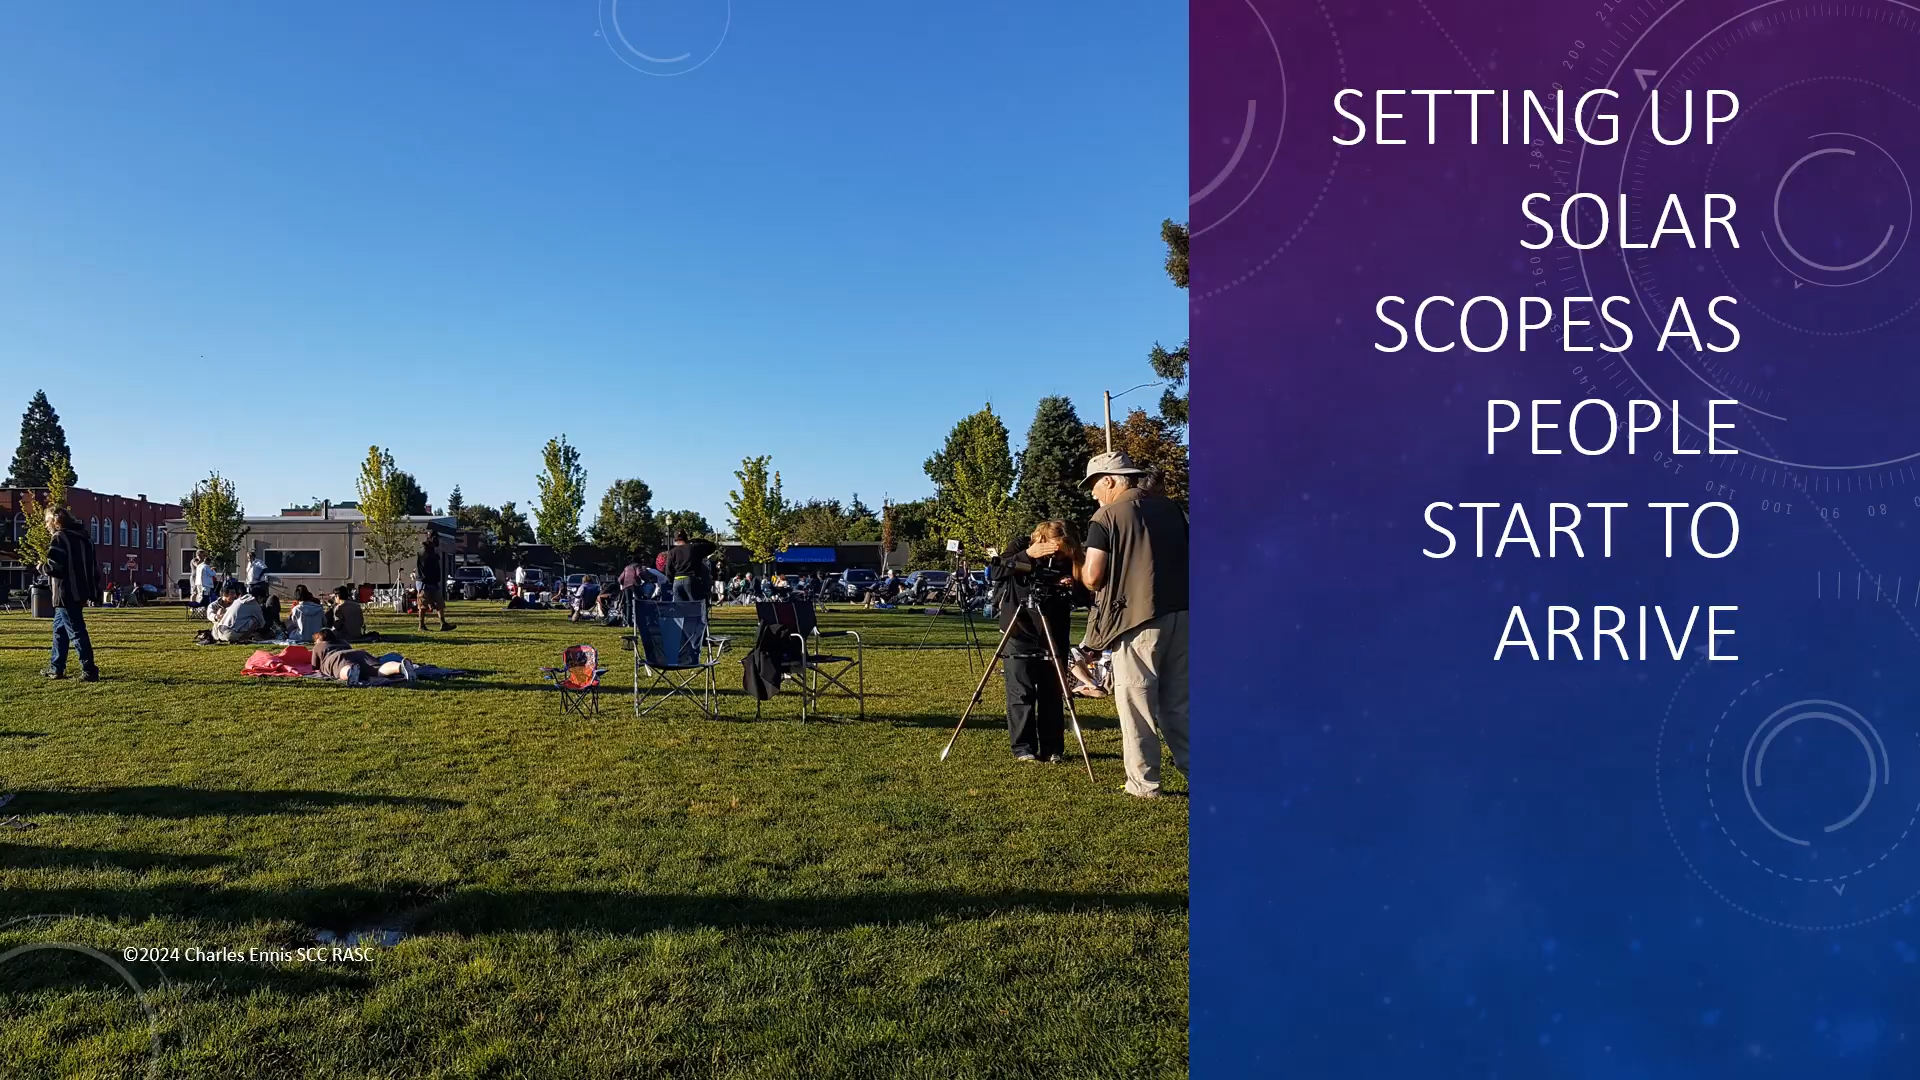 SETTING UP
SOLAR
SCOPES AS
PEOPLE
START TO
ARRIVE
©2024 Charles Ennis SCC RASC